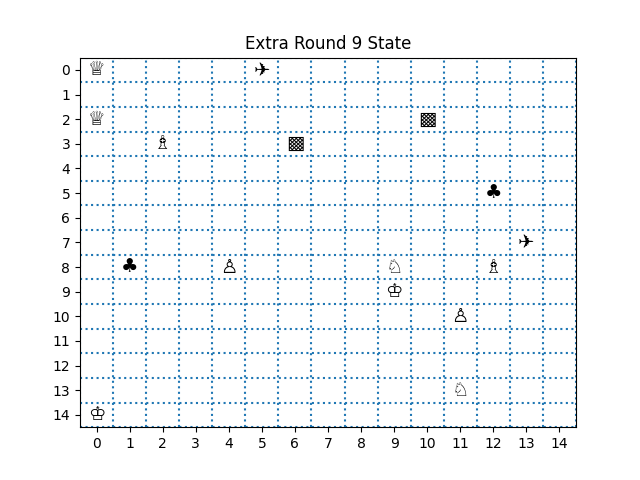 Extra Round 9 State
0 ♕ ✈
1
2 ♕ ▩
3 ♗ ▩
4
5 ♣
6
7 ✈
8 ♣ ♙ ♘ ♗
9 ♔
10 ♙
11
12
13 ♘
14 ♔
0 1 2 3 4 5 6 7 8 9 10 11 12 13 14